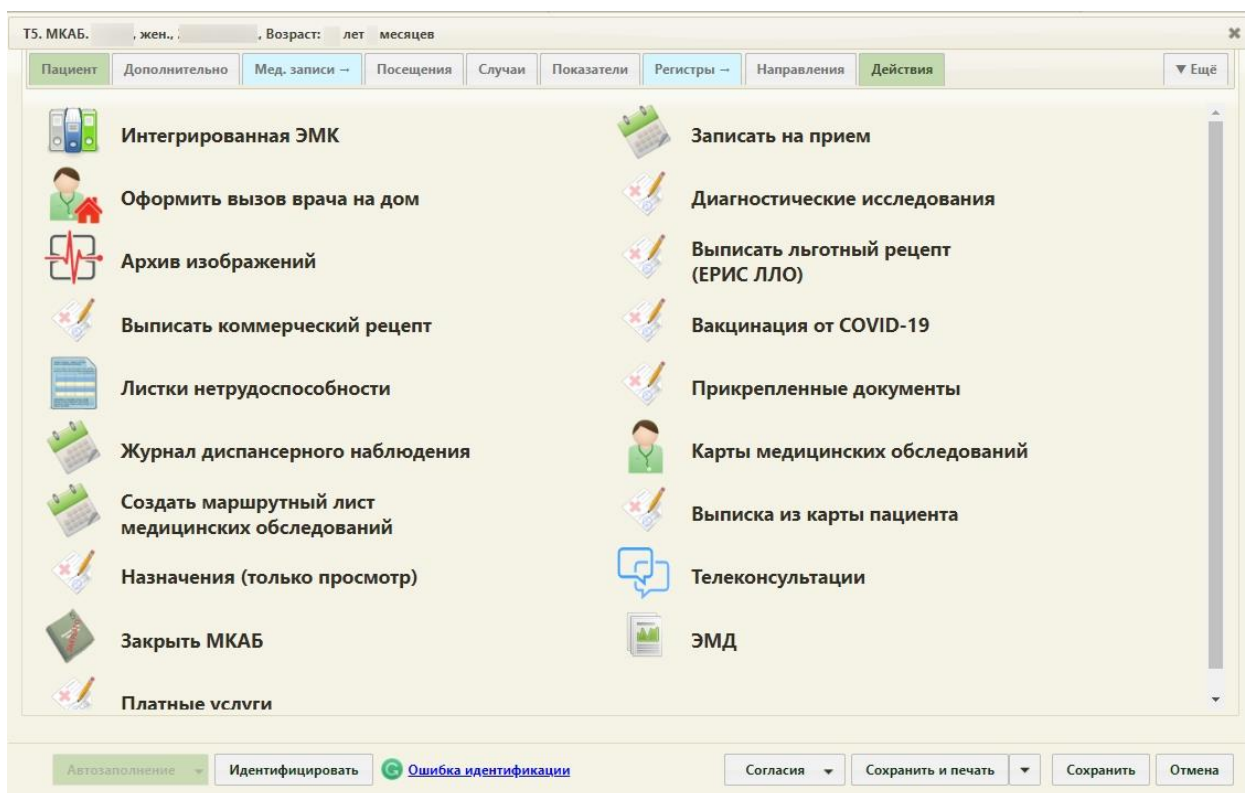 Т5. МКАБ. , жен., , Возраст: лет месяцев
Пациент Дополнительно Мед. записи → Посещения Случаи Показатели Регистры → Направления Действия ▼ Ещё
Интегрированная ЭМК
Записать на прием
Оформить вызов врача на дом
Диагностические исследования
Архив изображений
Выписать льготный рецепт
(ЕРИС ЛЛО)
Выписать коммерческий рецепт
Вакцинация от COVID-19
Листки нетрудоспособности
Прикрепленные документы
Журнал диспансерного наблюдения
Карты медицинских обследований
Создать маршрутный лист
медицинских обследований
Выписка из карты пациента
Назначения (только просмотр)
Телеконсультации
Закрыть МКАБ
ЭМД
Платные услуги
Автозаполнение Идентифицировать Ошибка идентификации Согласия Сохранить и печать Сохранить Отмена